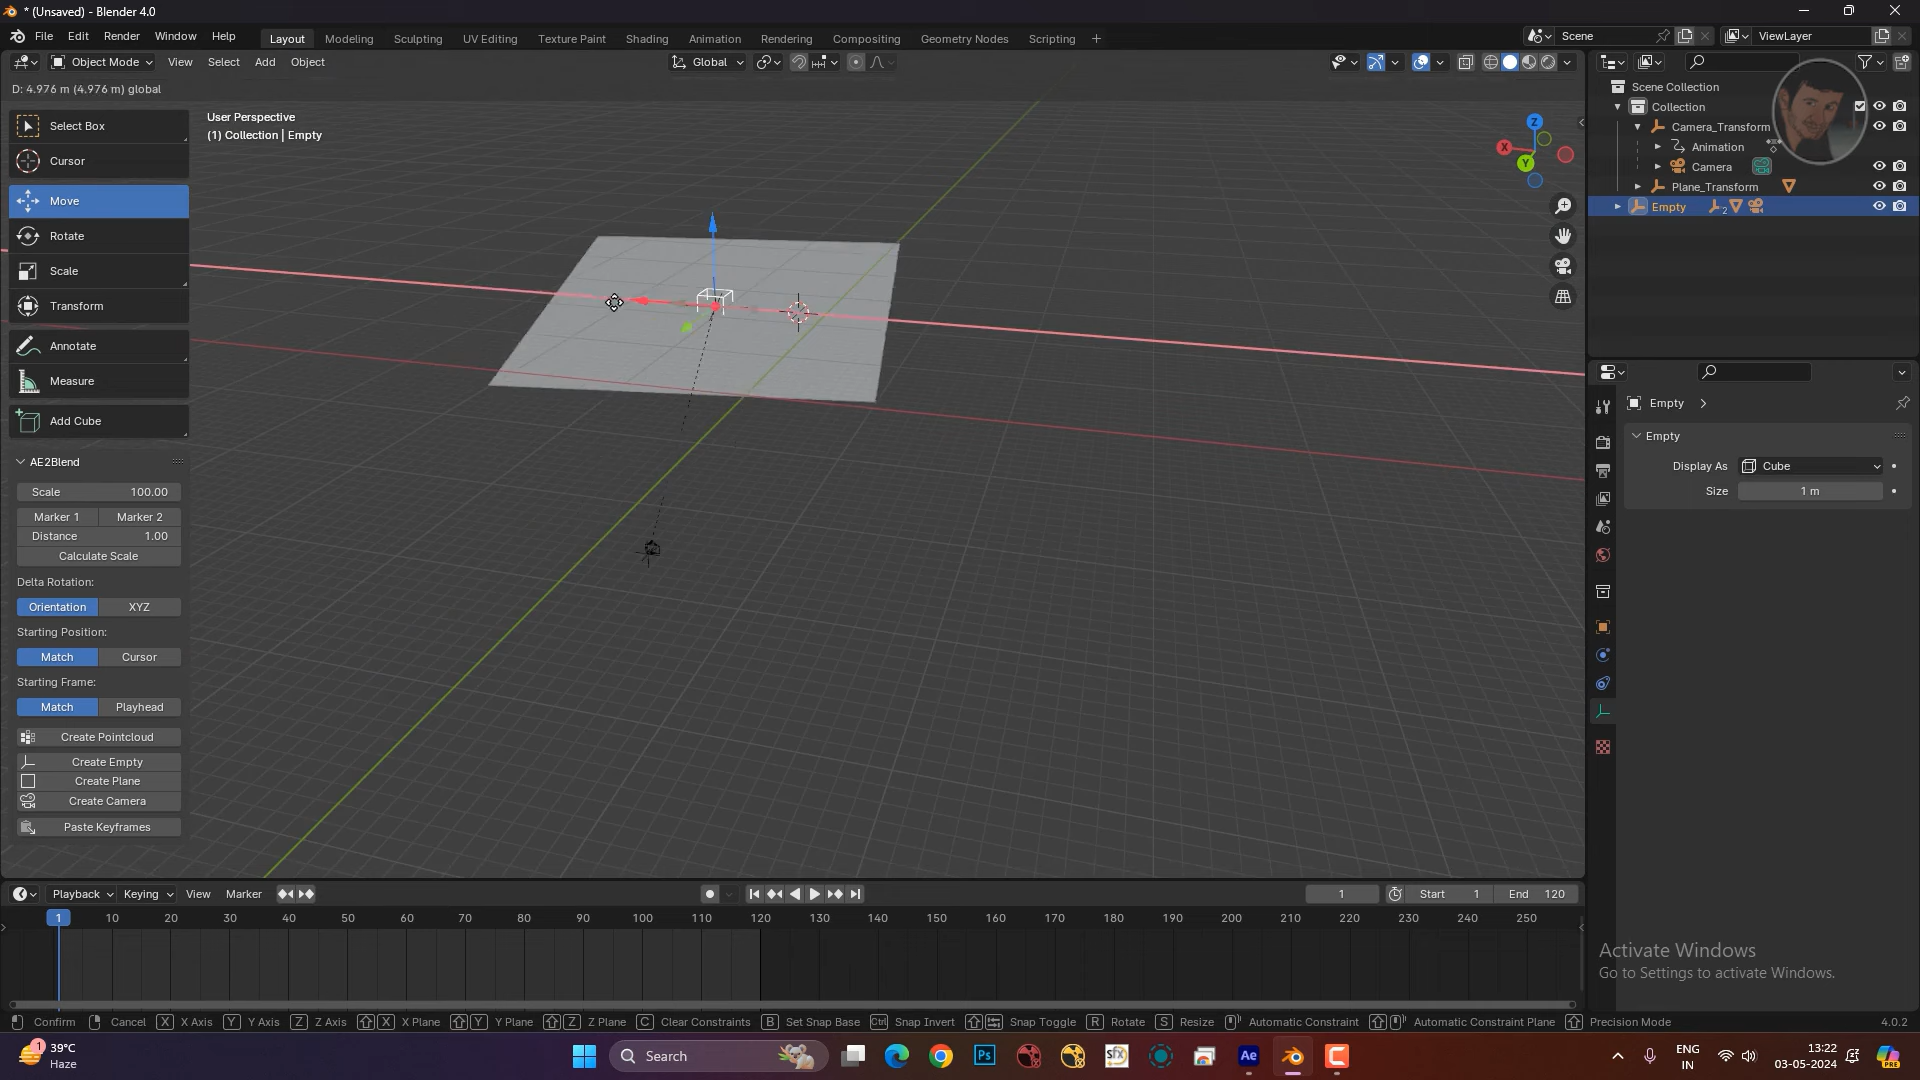 * (Unsaved) - Blender 4.0
File Edit Render Window Help Layout Modeling Sculpting UV Editing Texture Paint Shading Animation Rendering Compositing Geometry Nodes Scripting + Scene ViewLayer
Object Mode View Select Add Object Global
D: 4.976 m (4.976 m) global
Scene Collection
Collection
Camera_Transform
Animation
Camera
Plane_Transform
Empty 2
User Perspective
(1) Collection | Empty
Z
X
Y
Select Box
Cursor
Move
Rotate
Scale
Transform
Annotate
Measure
Add Cube
AE2Blend
Scale 100.00
Marker 1 Marker 2
Distance 1.00
Calculate Scale
Delta Rotation:
Orientation XYZ
Starting Position:
Match Cursor
Starting Frame:
Match Playhead
Create Pointcloud
Create Empty
Create Plane
Create Camera
Paste Keyframes
Empty
Empty
Display As Cube
Size 1 m
Playback Keying View Marker 1 Start 1 End 120
1 10 20 30 40 50 60 70 80 90 100 110 120 130 140 150 160 170 180 190 200 210 220 230 240 250
Activate Windows
Go to Settings to activate Windows.
Confirm Cancel X X Axis Y Y Axis Z Z Axis X X Plane Y Y Plane Z Z Plane C Clear Constraints B Set Snap Base Ctrl Snap Invert Snap Toggle R Rotate S Resize Automatic Constraint Automatic Constraint Plane Precision Mode 4.0.2
1 39°C
Haze
Search
Ps
sfx
Ae
ENG
IN
13:22
03-05-2024
PRE